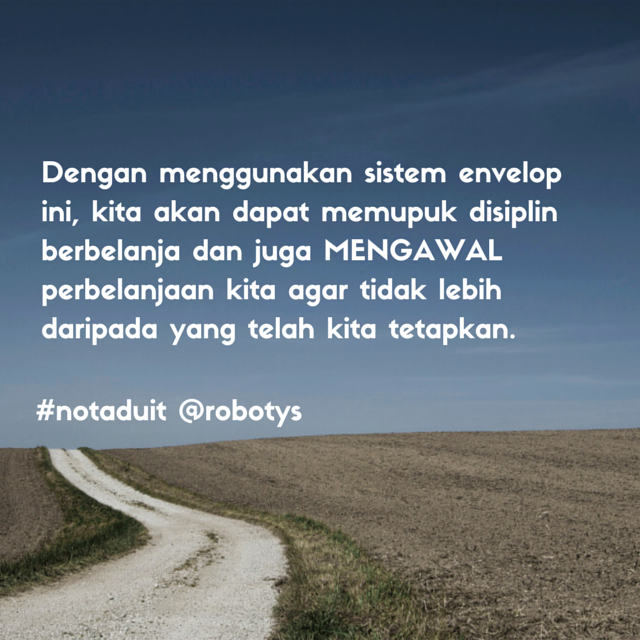 Dengan menggunakan sistem envelop
ini, kita akan dapat memupuk disiplin
berbelanja dan juga MENGAWAL
perbelanjaan kita agar tidak lebih
daripada yang telah kita tetapkan.
#notaduit @robotys